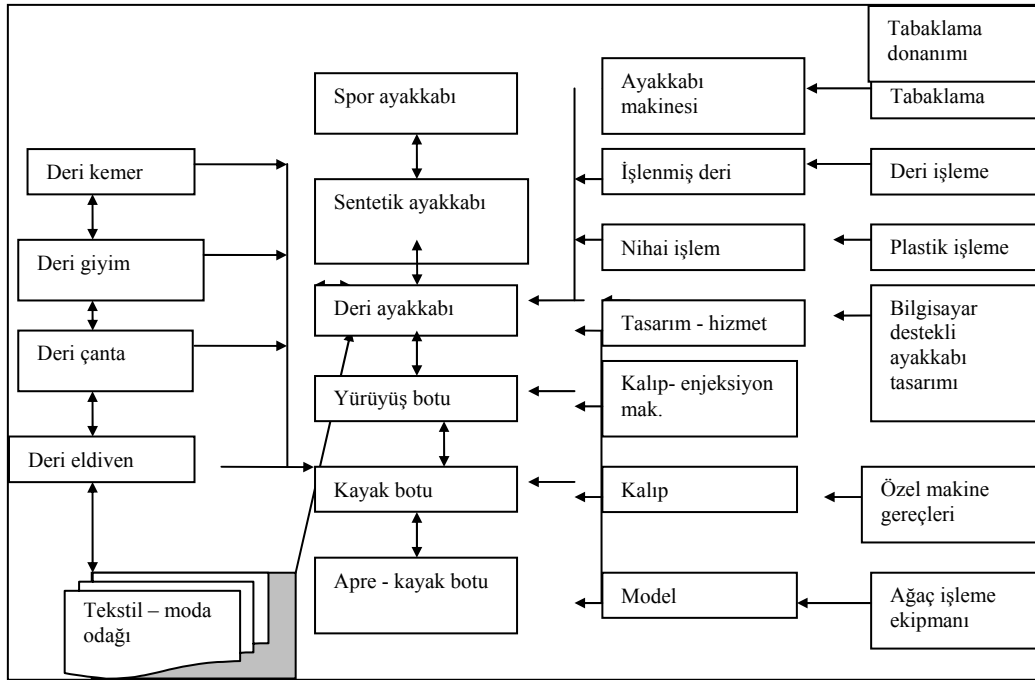 Deri kemer
Deri giyim
Deri çanta
Deri eldiven
Tekstil – moda
odağı
Spor ayakkabı
Sentetik ayakkabı
Deri ayakkabı
Yürüyüş botu
Kayak botu
Apre - kayak botu
Ayakkabı
makinesi
İşlenmiş deri
Nihai işlem
Tasarım - hizmet
Kalıp- enjeksiyon
mak.
Kalıp
Model
Tabaklama
donanımı
Tabaklama
Deri işleme
Plastik işleme
Bilgisayar
destekli
ayakkabı
tasarımı
Özel makine
gereçleri
Ağaç işleme
ekipmanı